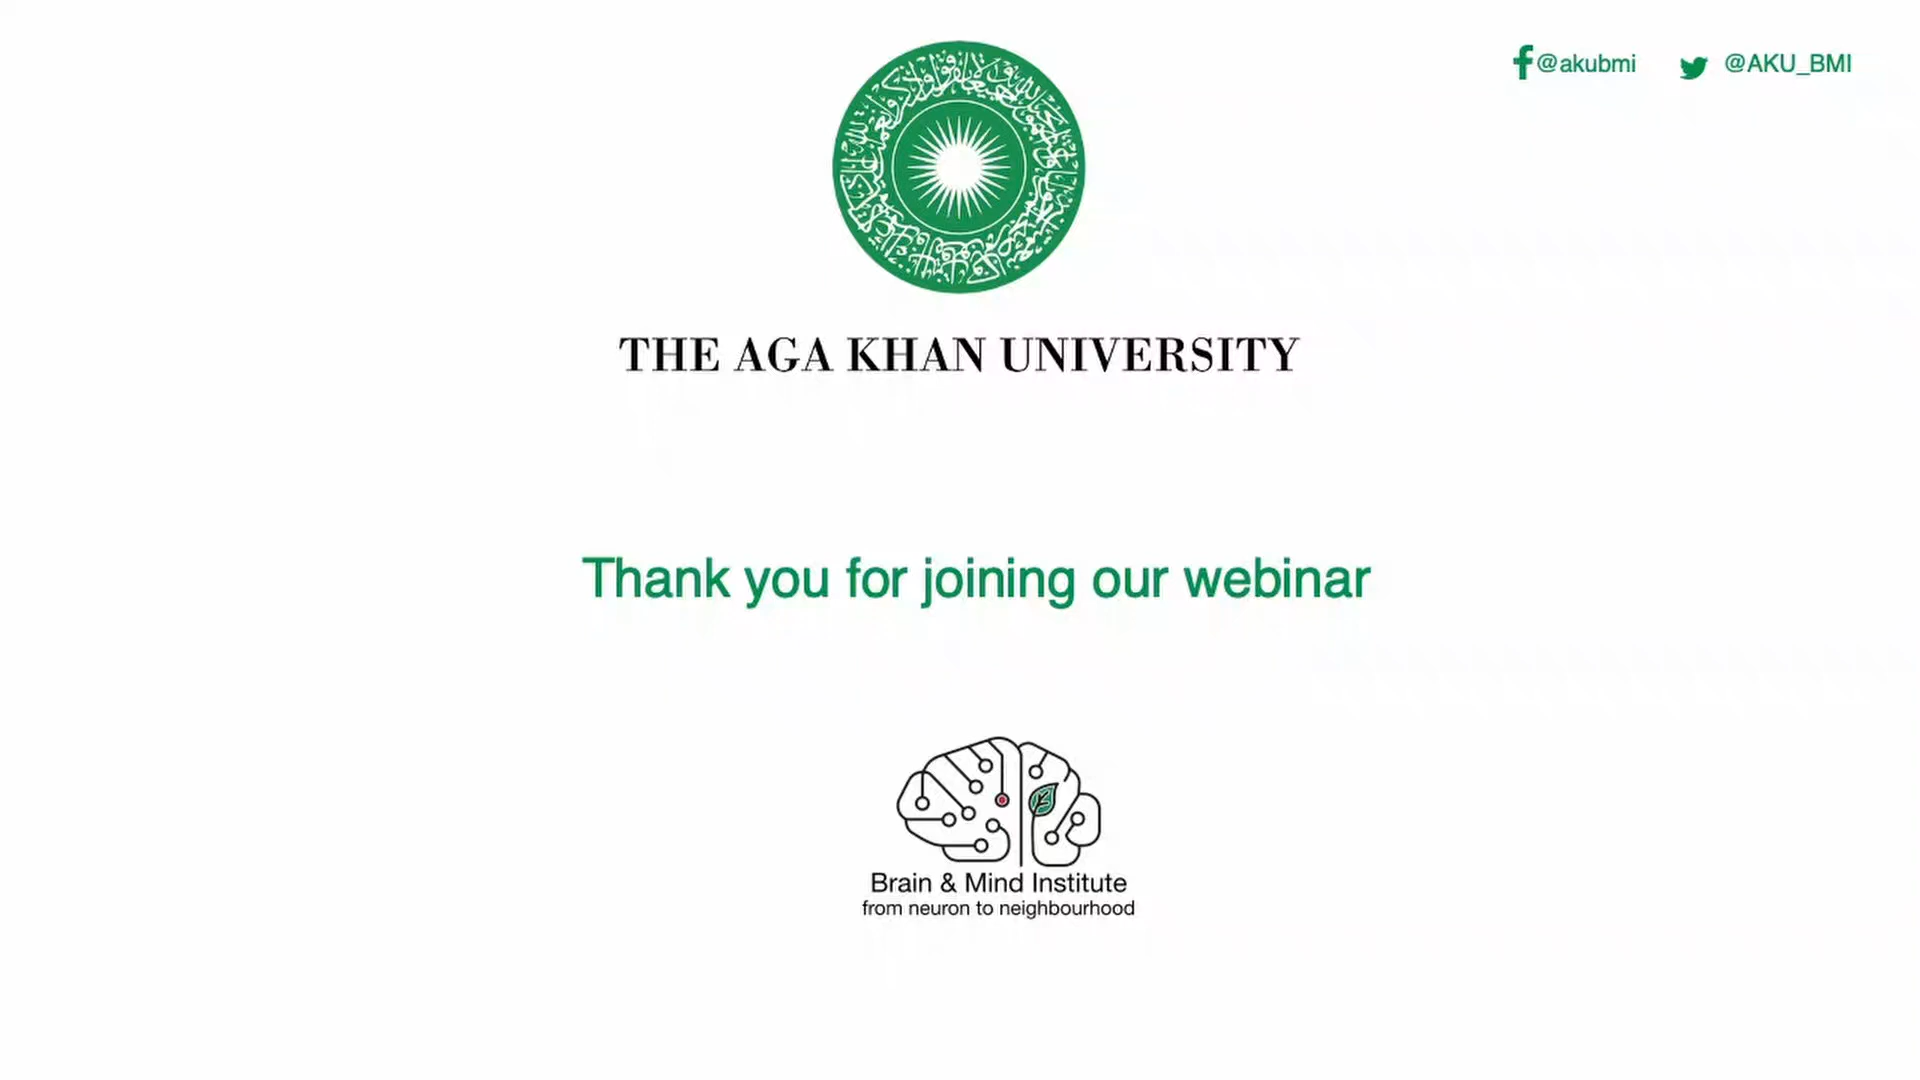 @akubmi @AKU_BMI
THE AGA KHAN UNIVERSITY
Thank you for joining our webinar
Brain & Mind Institute
from neuron to neighbourhood